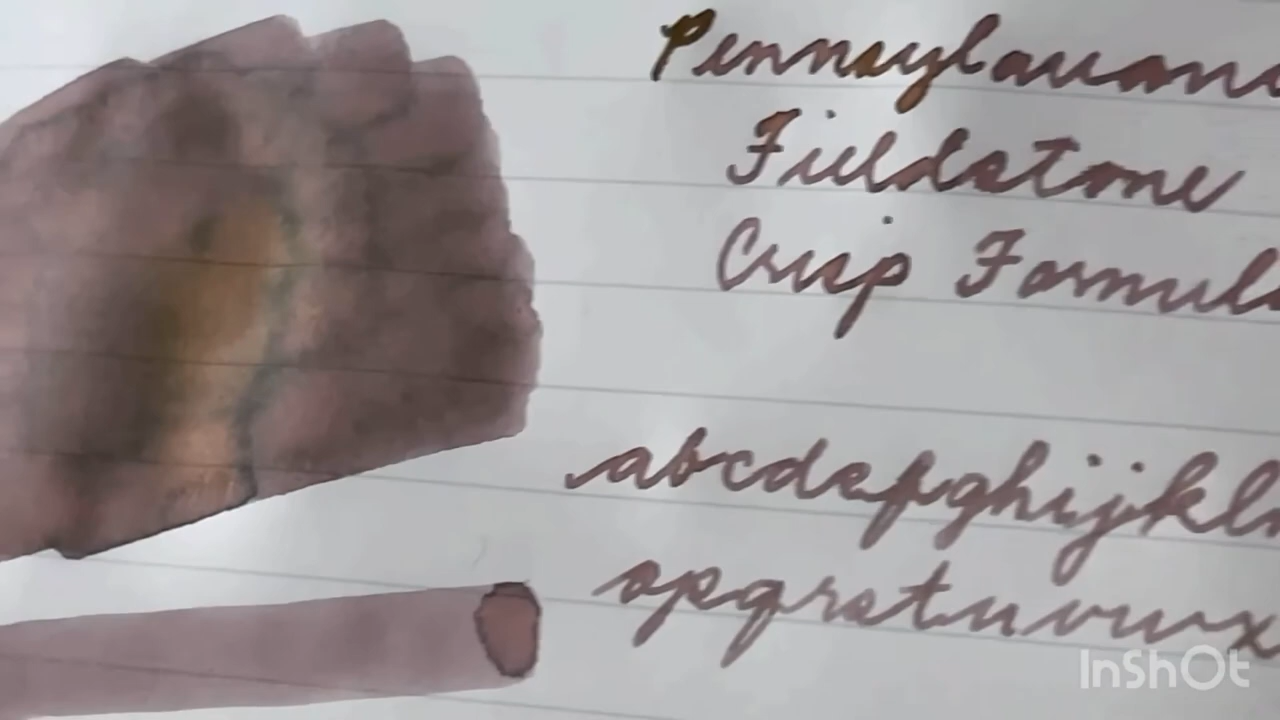 Pennsylvania
Fieldstone
Crisp Formula
abcdefghijkl
opqrstuvwx
InShOt